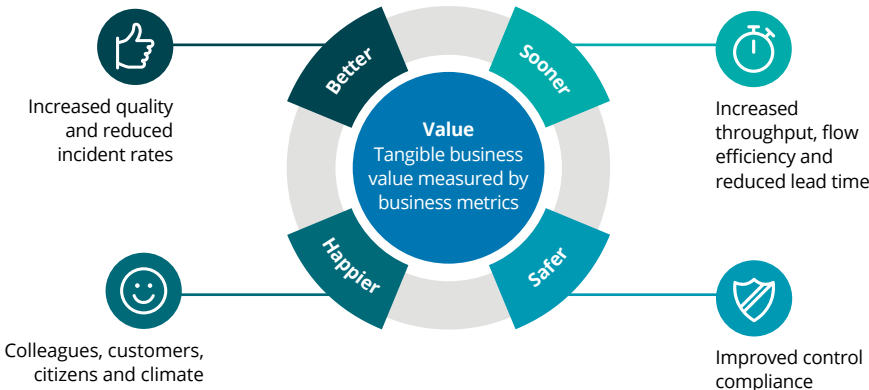 Better
Increased quality
and reduced
incident rates
Sooner
Increased
throughput, flow
efficiency and
reduced lead time
Value
Tangible business
value measured by
business metrics
Happier
Colleagues, customers,
citizens and climate
Safer
Improved control
compliance